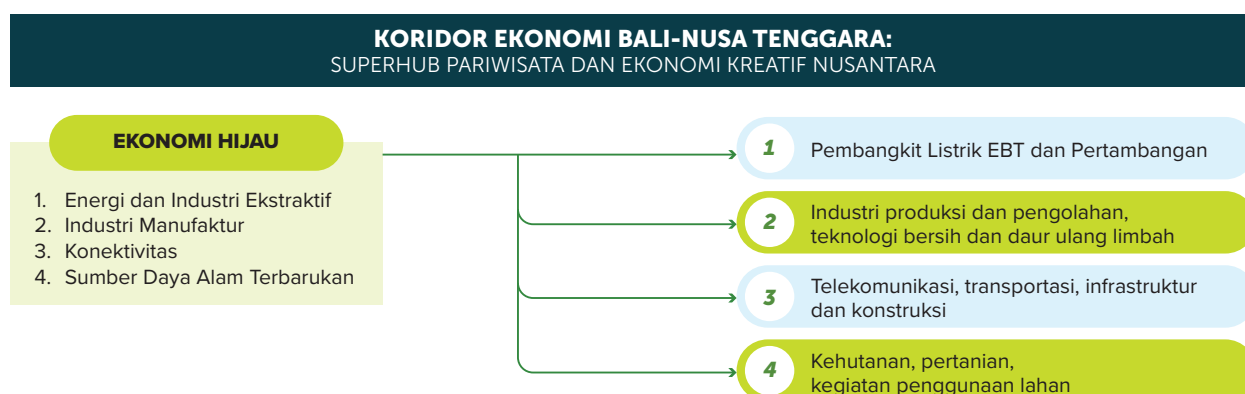 KORIDOR EKONOMI BALI-NUSA TENGGARA:
SUPERHUB PARIWISATA DAN EKONOMI KREATIF NUSANTARA
EKONOMI HIJAU
1. Energi dan Industri Ekstraktif
2. Industri Manufaktur
3. Konektivitas
4. Sumber Daya Alam Terbarukan
1 Pembangkit Listrik EBT dan Pertambangan
2 Industri produksi dan pengolahan,
teknologi bersih dan daur ulang limbah
3 Telekomunikasi, transportasi, infrastruktur
dan konstruksi
4 Kehutanan, pertanian,
kegiatan penggunaan lahan